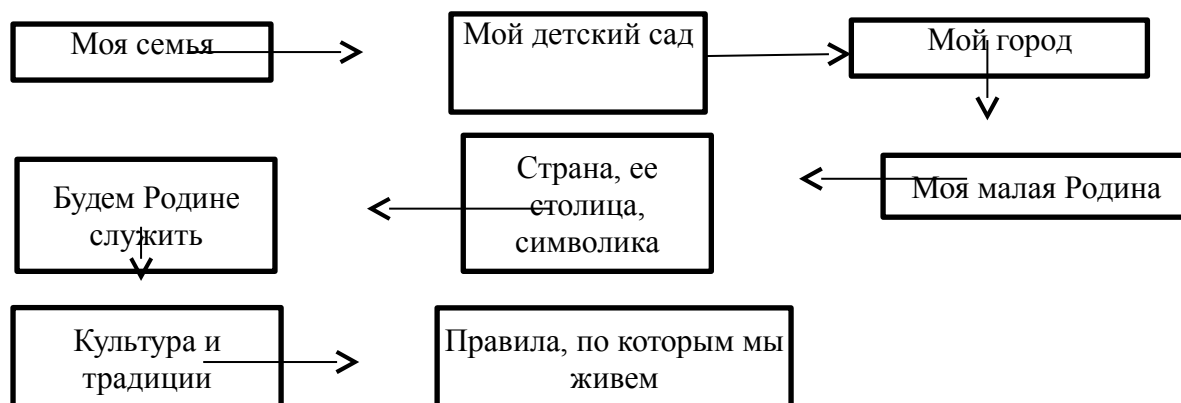 Моя семья
Мой детский сад
Мой город
Моя малая Родина
Страна, ее
столица,
символика
Будем Родине
служить
Культура и
традиции
Правила, по которым мы
живем